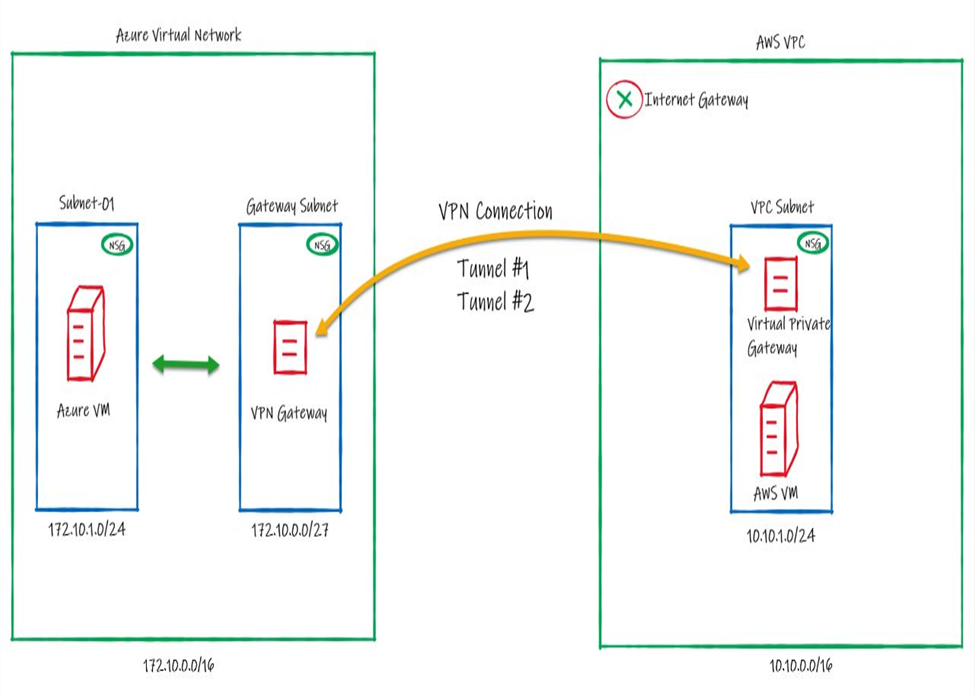 Azure Virtual Network
AWS VPC
Internet Gateway
Subnet-01
Gateway Subnet
VPN Connection
VPC Subnet
NSG
NSG
NSG
Tunnel #1
Tunnel #2
Virtual Private
Gateway
Azure VM
VPN Gateway
AWS VM
172.10.1.0/24
172.10.0.0/27
10.10.1.0/24
172.10.0.0/16
10.10.0.0/16